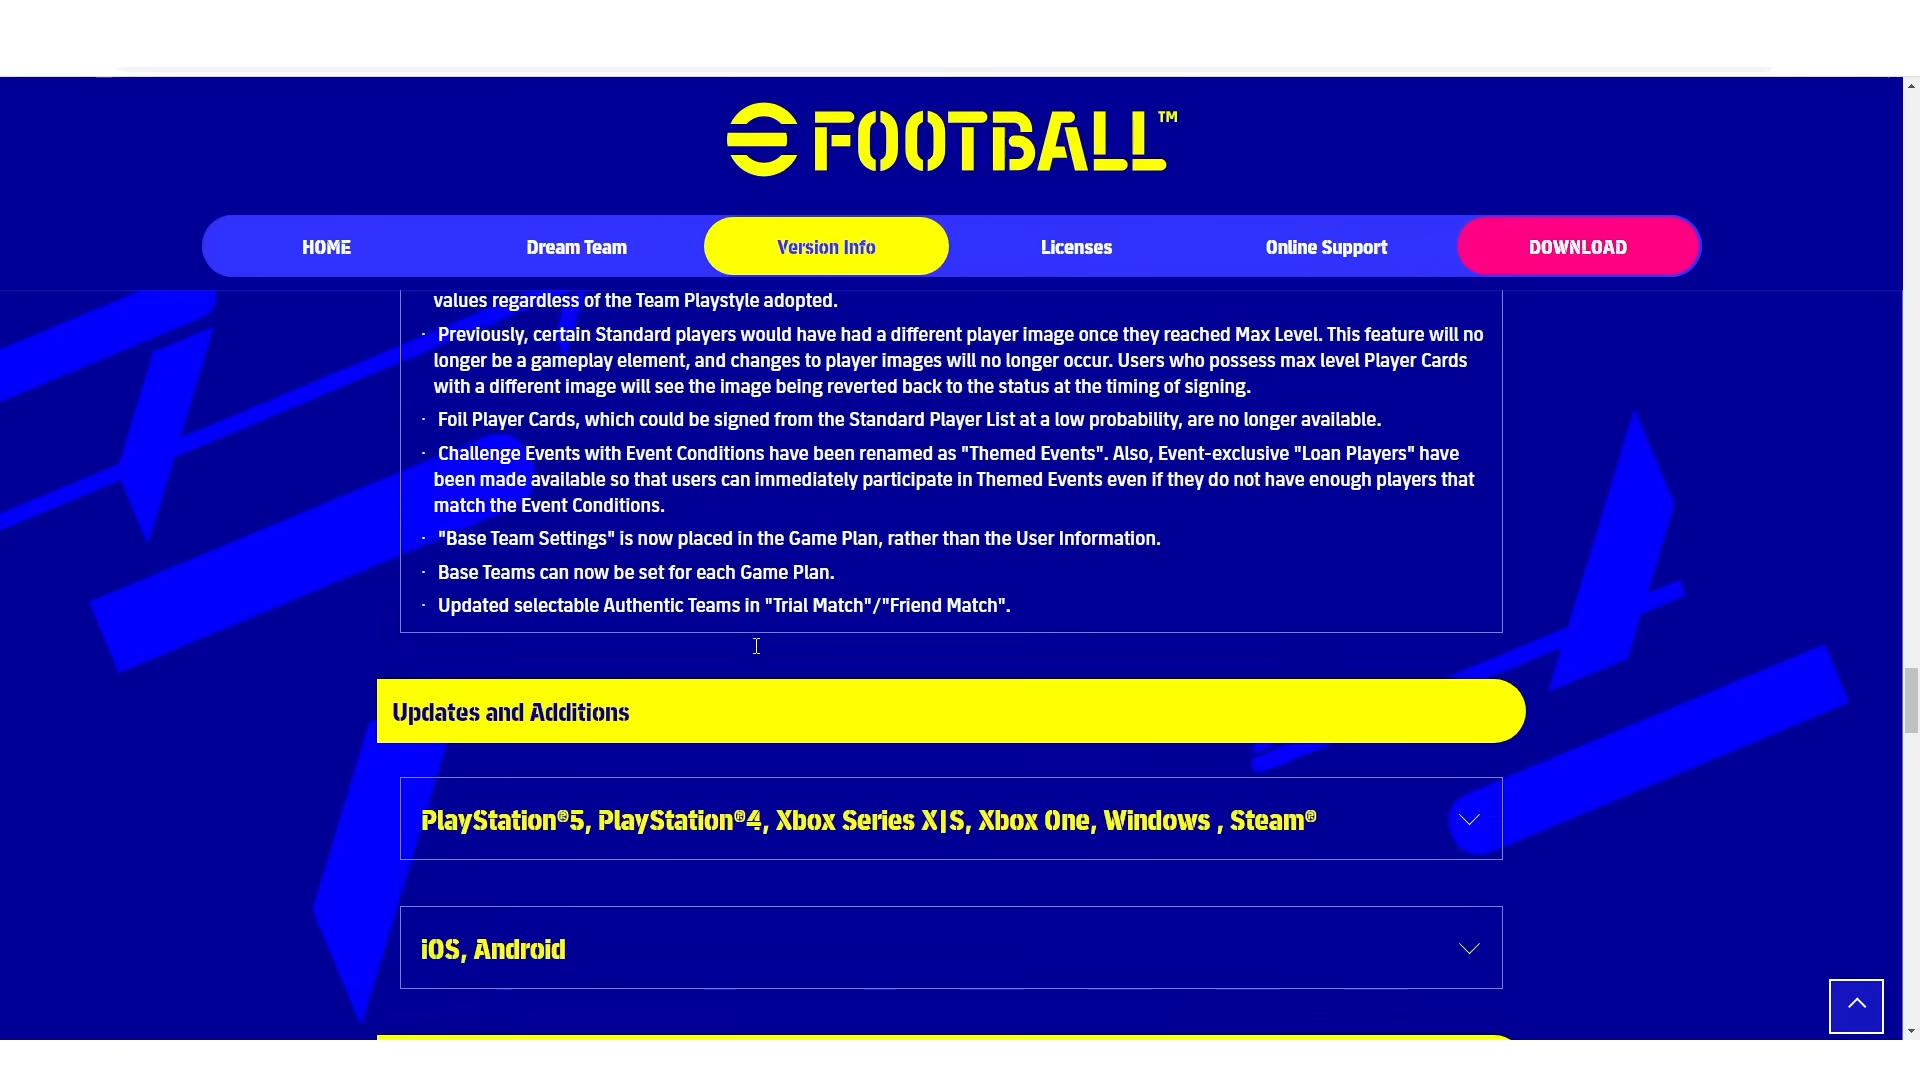 FOOTBALL™
HOME Dream Team Version Info Licenses Online Support DOWNLOAD
values regardless of the Team Playstyle adopted.
· Previously, certain Standard players would have had a different player image once they reached Max Level. This feature will no
longer be a gameplay element, and changes to player images will no longer occur. Users who possess max level Player Cards
with a different image will see the image being reverted back to the status at the timing of signing.
· Foil Player Cards, which could be signed from the Standard Player List at a low probability, are no longer available.
· Challenge Events with Event Conditions have been renamed as "Themed Events". Also, Event-exclusive "Loan Players" have
been made available so that users can immediately participate in Themed Events even if they do not have enough players that
match the Event Conditions.
· "Base Team Settings" is now placed in the Game Plan, rather than the User Information.
· Base Teams can now be set for each Game Plan.
· Updated selectable Authentic Teams in "Trial Match"/"Friend Match".
Updates and Additions
PlayStation®5, PlayStation®4, Xbox Series X|S, Xbox One, Windows , Steam®
iOS, Android